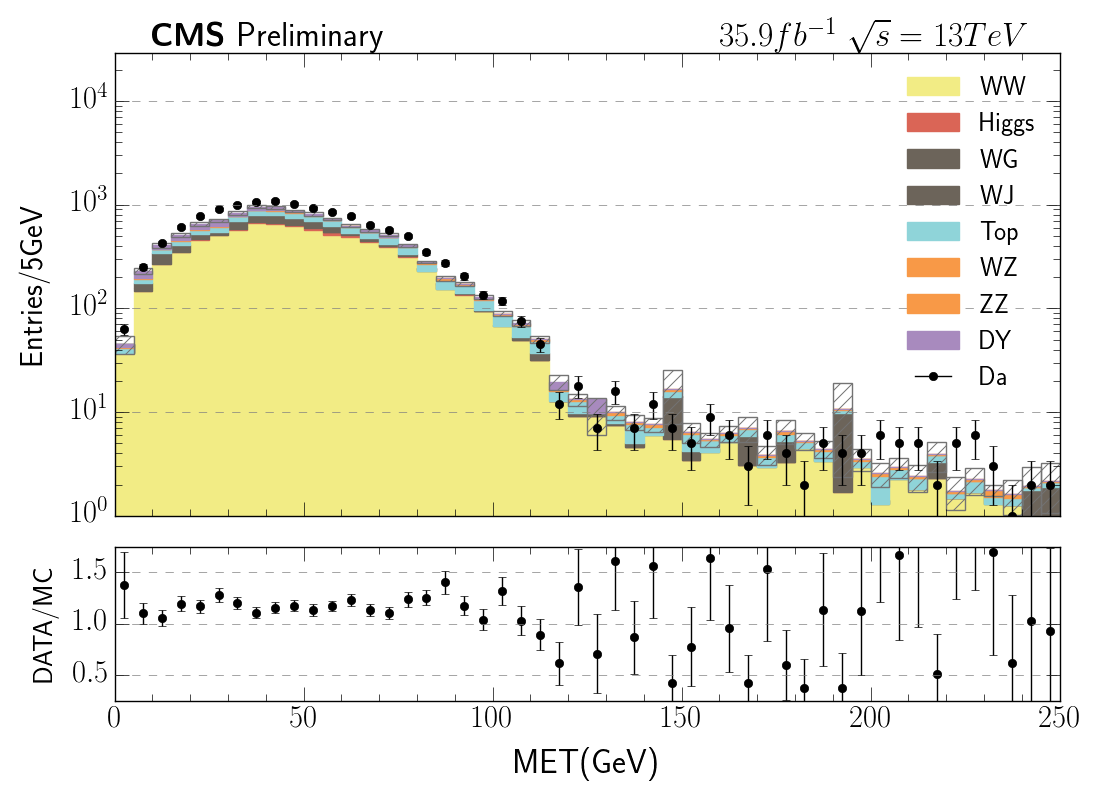 CMS Preliminary 35.9fb⁻¹ √s = 13TeV
10⁴
10³
10²
10¹
10⁰
Entries/5GeV
WW
Higgs
WG
WJ
Top
WZ
ZZ
DY
Da
1.5
1.0
0.5
DATA/MC
0 50 100 150 200 250
MET(GeV)